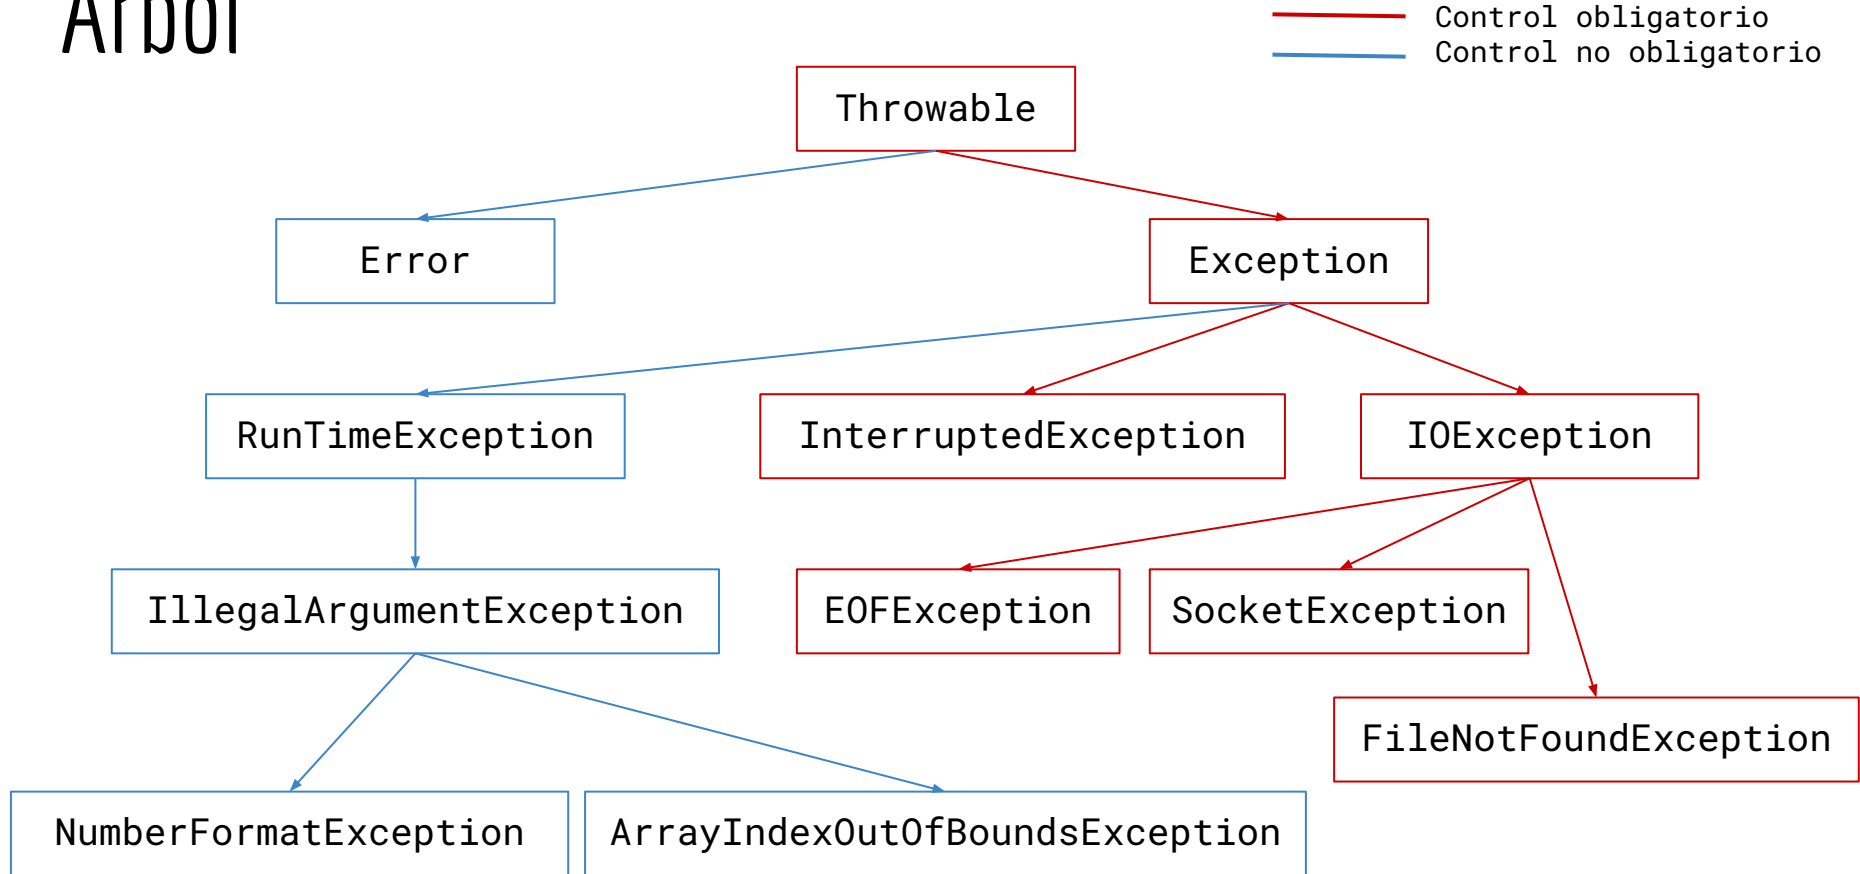 Árbol
Control obligatorio
Control no obligatorio
Throwable
Error
Exception
RunTimeException
InterruptedException
IOException
IllegalArgumentException
EOFException
SocketException
FileNotFoundException
NumberFormatException
ArrayIndexOutOfBoundsException